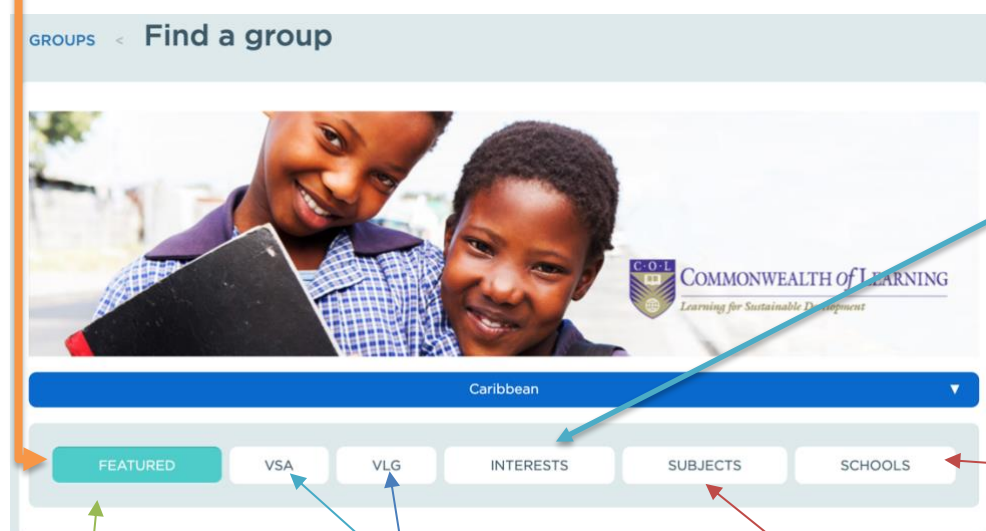 GROUPS < Find a group
C·O·L
COMMONWEALTH of LEARNING
Learning for Sustainable Development
Caribbean ▼
FEATURED VSA VLG INTERESTS SUBJECTS SCHOOLS